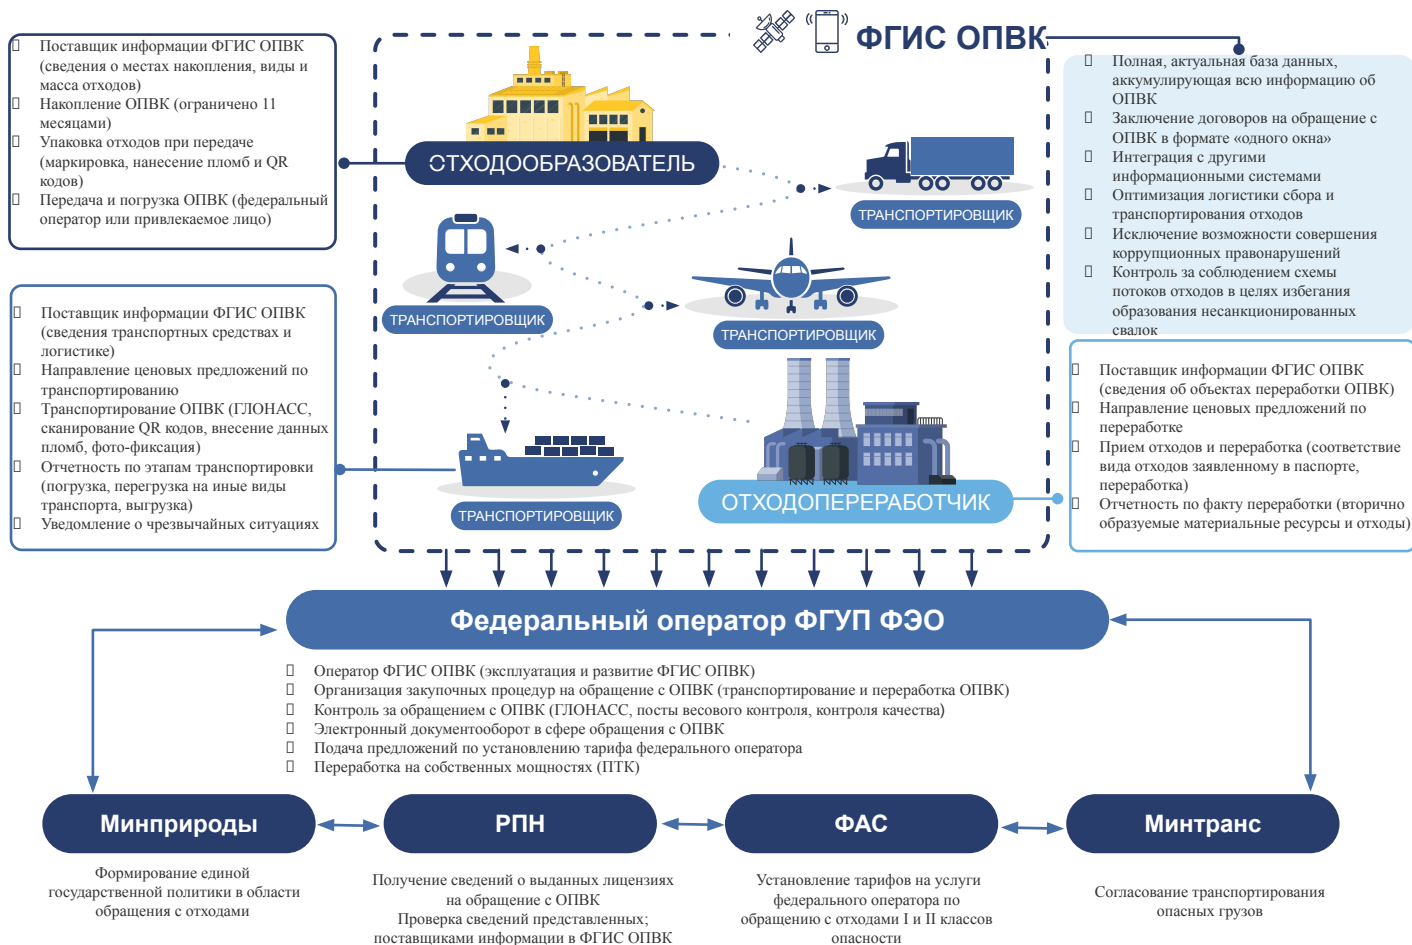 ФГИС ОПВК
Поставщик информации ФГИС ОПВК
(сведения о местах накопления, виды и
масса отходов)
Накопление ОПВК (ограничено 11
месяцами)
Упаковка отходов при передаче
(маркировка, нанесение пломб и QR
кодов)
Передача и погрузка ОПВК (федеральный
оператор или привлекаемое лицо)
Полная, актуальная база данных,
аккумулирующая всю информацию об
ОПВК
Заключение договоров на обращение с
ОПВК в формате «одного окна»
Интеграция с другими
информационными системами
Оптимизация логистики сбора и
транспортирования отходов
Исключение возможности совершения
коррупционных правонарушений
Контроль за соблюдением схемы
потоков отходов в целях избегания
образования несанкционированных
свалок
ОТХОДООБРАЗОВАТЕЛЬ
ТРАНСПОРТИРОВЩИК
ТРАНСПОРТИРОВЩИК
ТРАНСПОРТИРОВЩИК
Поставщик информации ФГИС ОПВК
(сведения транспортных средствах и
логистике)
Направление ценовых предложений по
транспортированию
Транспортирование ОПВК (ГЛОНАСС,
сканирование QR кодов, внесение данных
пломб, фото-фиксация)
Отчетность по этапам транспортировки
(погрузка, перегрузка на иные виды
транспорта, выгрузка)
Уведомление о чрезвычайных ситуациях
Поставщик информации ФГИС ОПВК
(сведения об объектах переработки ОПВК)
Направление ценовых предложений по
переработке
Прием отходов и переработка (соответствие
вида отходов заявленному в паспорте,
переработка)
Отчетность по факту переработки (вторично
образуемые материальные ресурсы и отходы)
ОТХОДОПЕРЕРАБОТЧИК
ТРАНСПОРТИРОВЩИК
Федеральный оператор ФГУП ФЭО
Оператор ФГИС ОПВК (эксплуатация и развитие ФГИС ОПВК)
Организация закупочных процедур на обращение с ОПВК (транспортирование и переработка ОПВК)
Контроль за обращением с ОПВК (ГЛОНАСС, посты весового контроля, контроля качества)
Электронный документооборот в сфере обращения с ОПВК
Подача предложений по установлению тарифа федерального оператора
Переработка на собственных мощностях (ПТК)
Минприроды
РПН
ФАС
Минтранс
Формирование единой
государственной политики в области
обращения с отходами
Получение сведений о выданных лицензиях
на обращение с ОПВК
Проверка сведений представленных;
поставщиками информации в ФГИС ОПВК
Установление тарифов на услуги
федерального оператора по
обращению с отходами I и II классов
опасности
Согласование транспортирования
опасных грузов